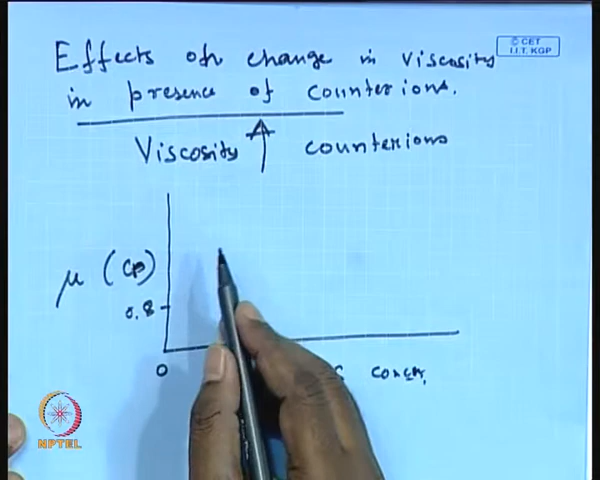 Effects on change in viscosity
© CET
I.I.T. KGP
in presence of counterions.
Viscosity ↑ counterions
μ (cp)
0.8
0 C concn.
NPTEL